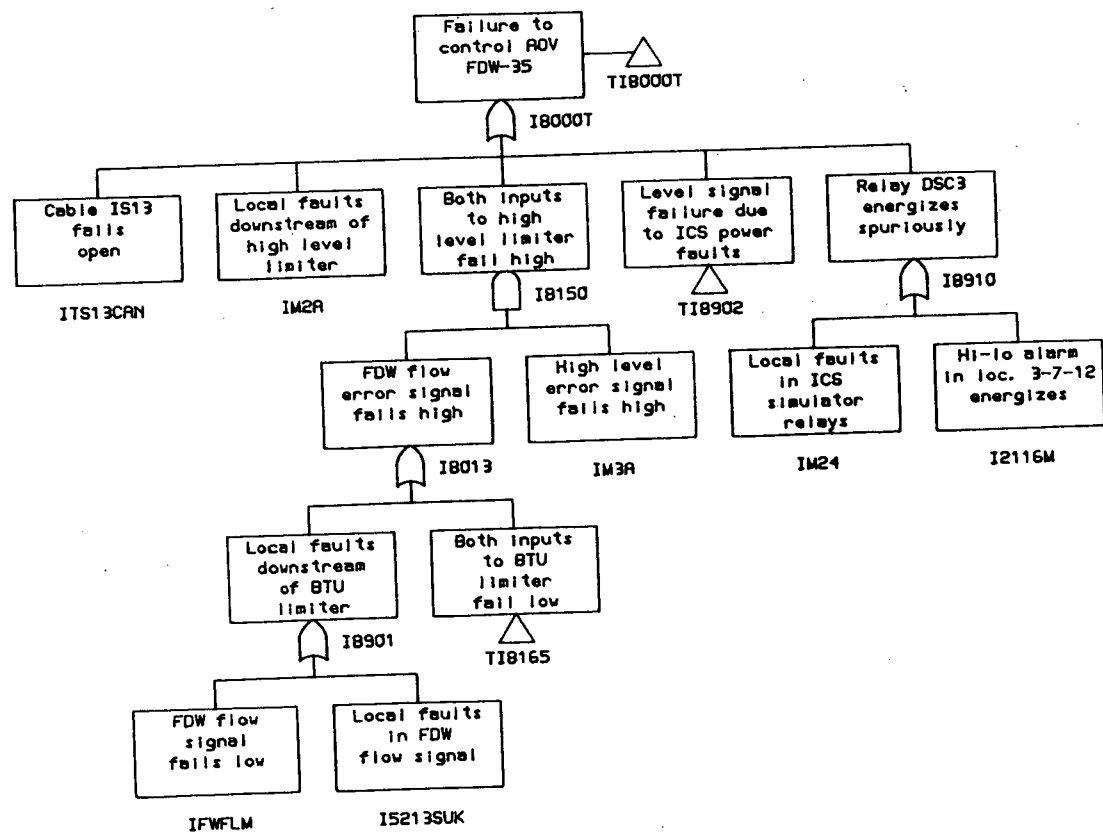 Failure to
control AOV
FDW-35
TI8000T
I8000T
Cable IS13
fails
open
ITS13CAN
Local faults
downstream of
high level
limiter
IM2A
Both inputs
to high
level limiter
fail high
I8150
Level signal
failure due
to ICS power
faults
TI8902
Relay DSC3
energizes
spuriously
I8910
FDW flow
error signal
fails high
I8013
High level
error signal
fails high
IM3A
Local faults
in ICS
simulator
relays
IM24
Hi-lo alarm
in loc. 3-7-12
energizes
I2116M
Local faults
downstream
of BTU
limiter
I8901
Both inputs
to BTU
limiter
fail low
TI8165
FDW flow
signal
fails low
IFWFLM
Local faults
in FDW
flow signal
I5213SUK